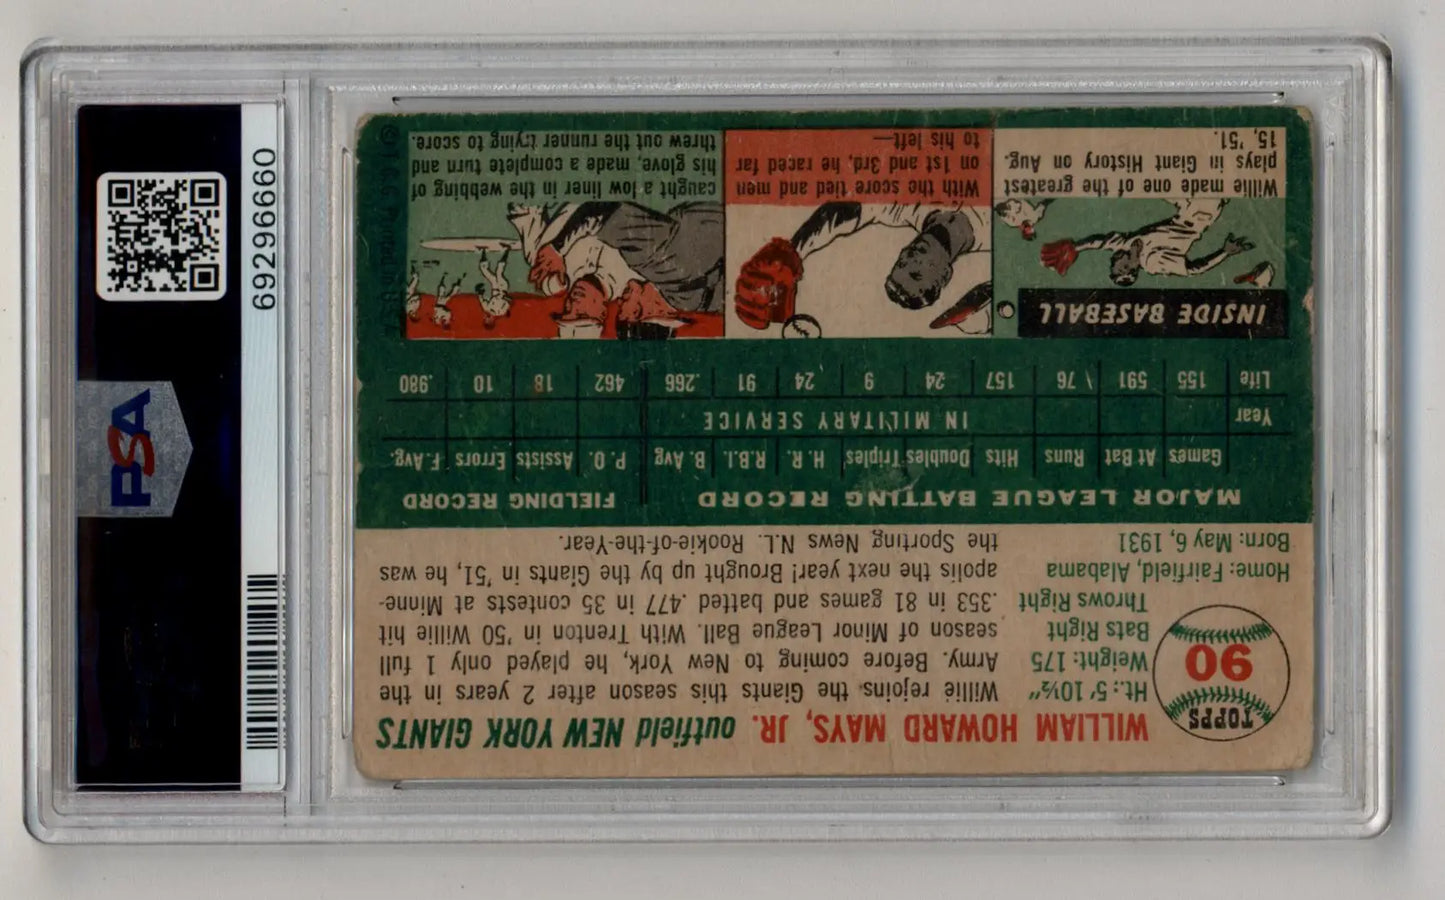 WILLIAM HOWARD MAYS, JR. outfield NEW YORK GIANTS
TOPPS
90
Ht.: 5' 10½"
Weight: 175
Bats Right
Throws Right
Home: Fairfield, Alabama
Born: May 6, 1931
Willie rejoins the Giants this season after 2 years in the
Army. Before coming to New York, he played only 1 full
season of Minor League Ball. With Trenton in '50 Willie hit
.353 in 81 games and batted .477 in 35 contests at Minne-
apolis the next year! Brought up by the Giants in '51, he was
the Sporting News N.L. Rookie-of-the-Year.
MAJOR LEAGUE BATTING RECORD FIELDING RECORD
Games At Bat Runs Hits Doubles Triples H. R. R.B.I. B. Avg P. O. Assists Errors F. Avg.
Year IN MILITARY SERVICE
Life 155 591 76 157 24 9 24 91 .266 462 18 10 .980
INSIDE BASEBALL
Willie made one of the greatest
plays in Giant History on Aug.
15, '51.
With the score tied and men
on 1st and 3rd, he raced far
to his left—
caught a low liner in the webbing of
his glove, made a complete turn and
threw out the runner trying to score.
© T. C. G. Printed in U.S.A.
PSA
69296660